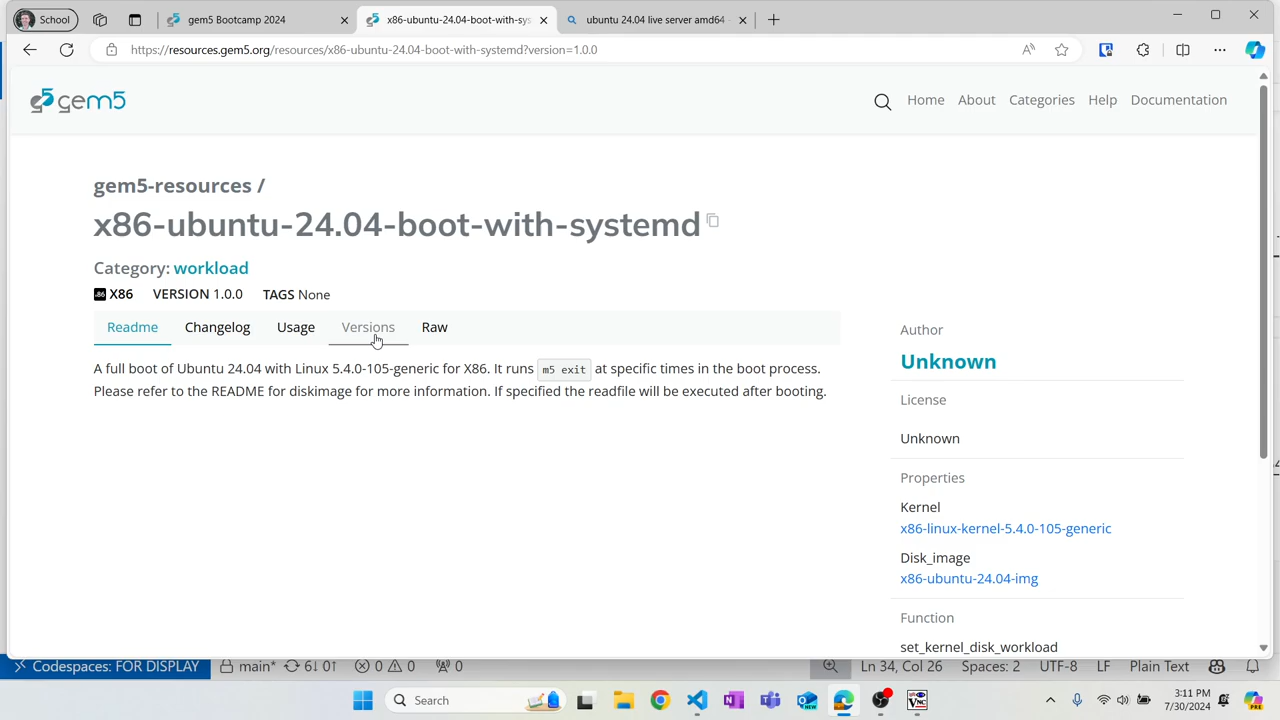 School
gem5 Bootcamp 2024
x86-ubuntu-24.04-boot-with-sys
ubuntu 24.04 live server amd64 -
https://resources.gem5.org/resources/x86-ubuntu-24.04-boot-with-systemd?version=1.0.0
gem5
Home About Categories Help Documentation
gem5-resources /
x86-ubuntu-24.04-boot-with-systemd
Category: workload
X86 VERSION 1.0.0 TAGS None
Readme Changelog Usage Versions Raw
A full boot of Ubuntu 24.04 with Linux 5.4.0-105-generic for X86. It runs m5 exit at specific times in the boot process.
Please refer to the README for diskimage for more information. If specified the readfile will be executed after booting.
Author
Unknown
License
Unknown
Properties
Kernel
x86-linux-kernel-5.4.0-105-generic
Disk_image
x86-ubuntu-24.04-img
Function
set_kernel_disk_workload
Codespaces: FOR DISPLAY main* 6↓ 0↑ 0 0 0 Ln 34, Col 26 Spaces: 2 UTF-8 LF Plain Text
Search
3:11 PM
7/30/2024